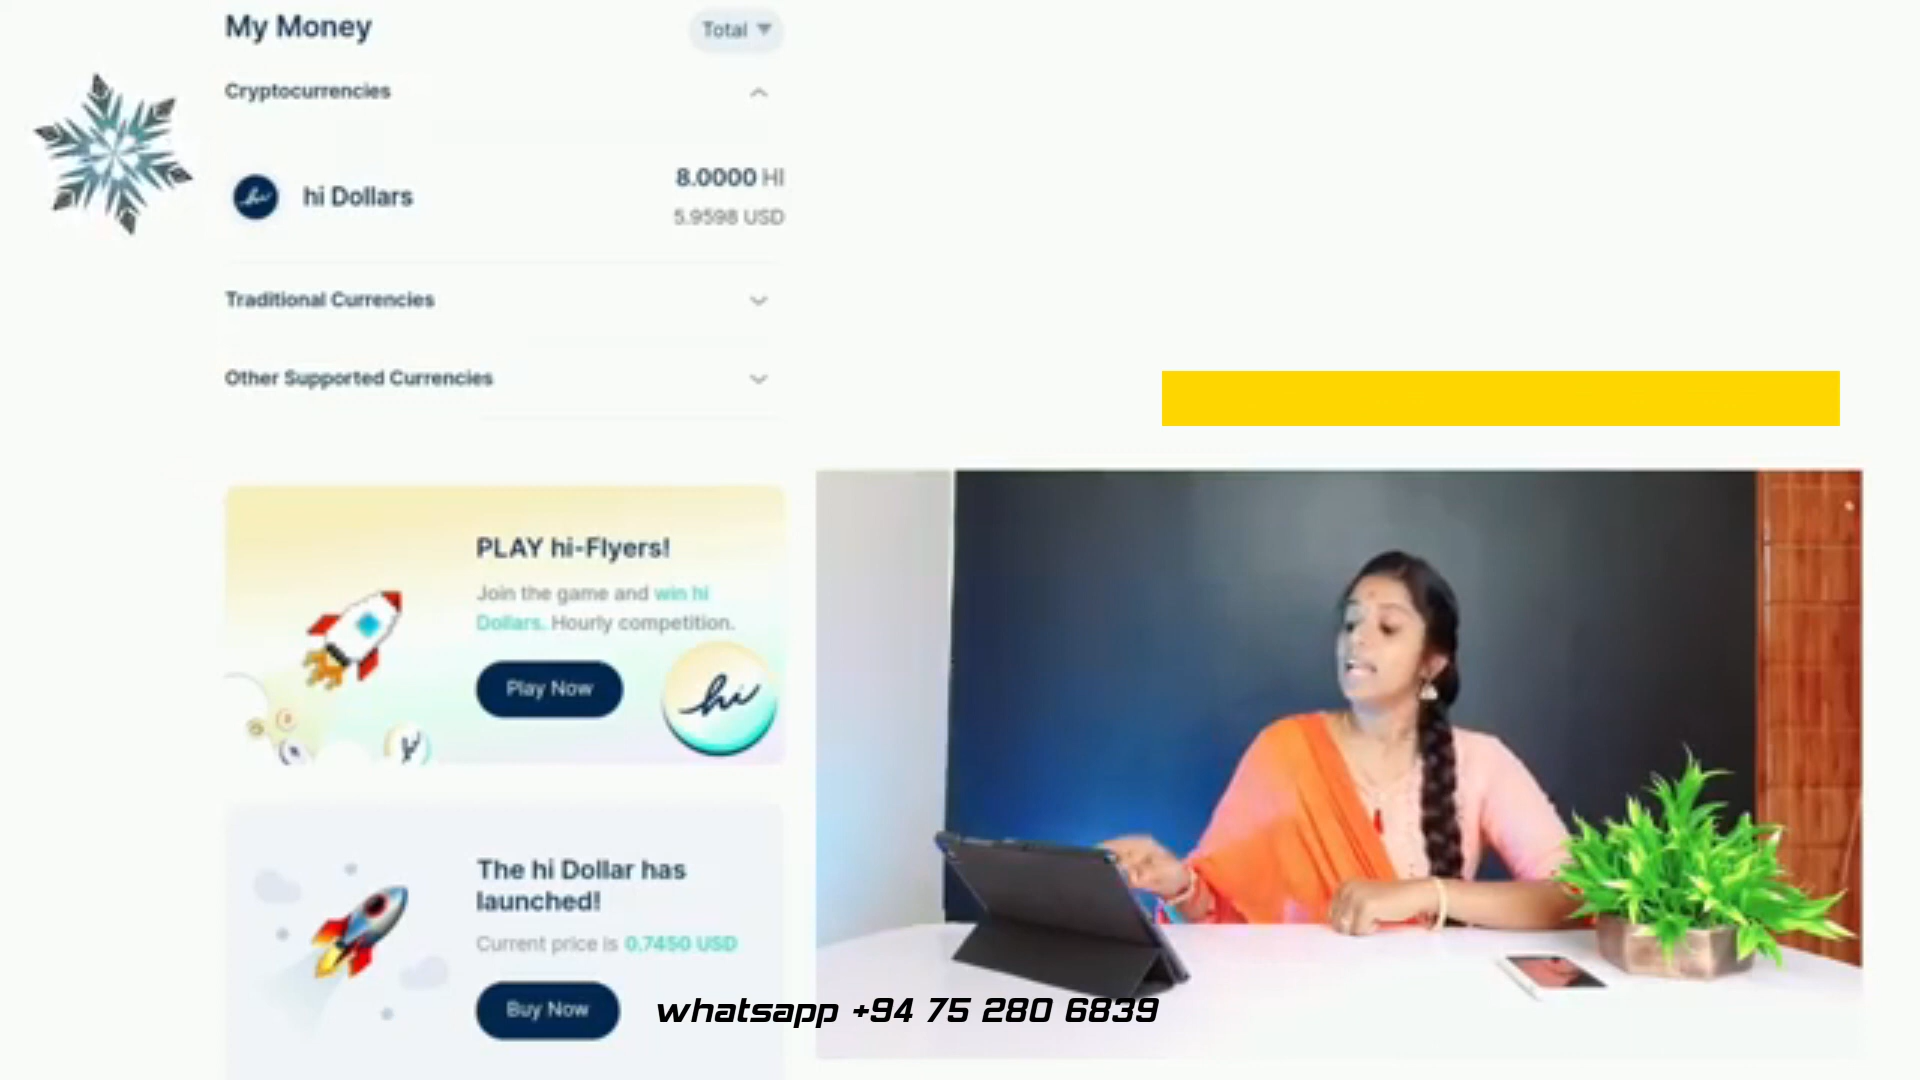 My Money
Total
Cryptocurrencies
hi Dollars
8.0000 HI
5.9598 USD
Traditional Currencies
Other Supported Currencies
PLAY hi-Flyers!
Join the game and win hi
Dollars. Hourly competition.
Play Now
hi
The hi Dollar has
launched!
Current price is 0.7450 USD
Buy Now
whatsapp +94 75 280 6839